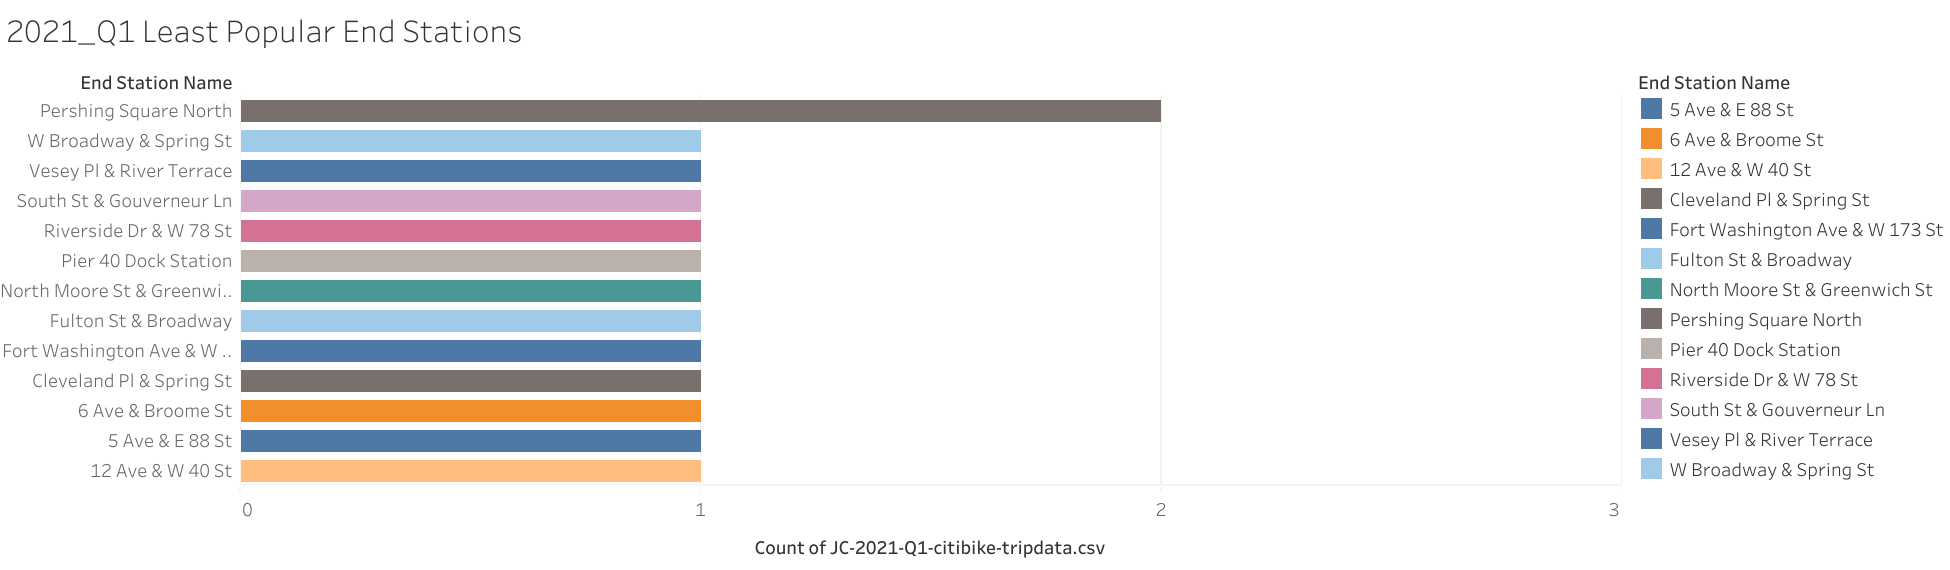 2021_Q1 Least Popular End Stations
End Station Name
Pershing Square North
W Broadway & Spring St
Vesey Pl & River Terrace
South St & Gouverneur Ln
Riverside Dr & W 78 St
Pier 40 Dock Station
North Moore St & Greenwi..
Fulton St & Broadway
Fort Washington Ave & W ..
Cleveland Pl & Spring St
6 Ave & Broome St
5 Ave & E 88 St
12 Ave & W 40 St
0 1 2 3
Count of JC-2021-Q1-citibike-tripdata.csv
End Station Name
5 Ave & E 88 St
6 Ave & Broome St
12 Ave & W 40 St
Cleveland Pl & Spring St
Fort Washington Ave & W 173 St
Fulton St & Broadway
North Moore St & Greenwich St
Pershing Square North
Pier 40 Dock Station
Riverside Dr & W 78 St
South St & Gouverneur Ln
Vesey Pl & River Terrace
W Broadway & Spring St